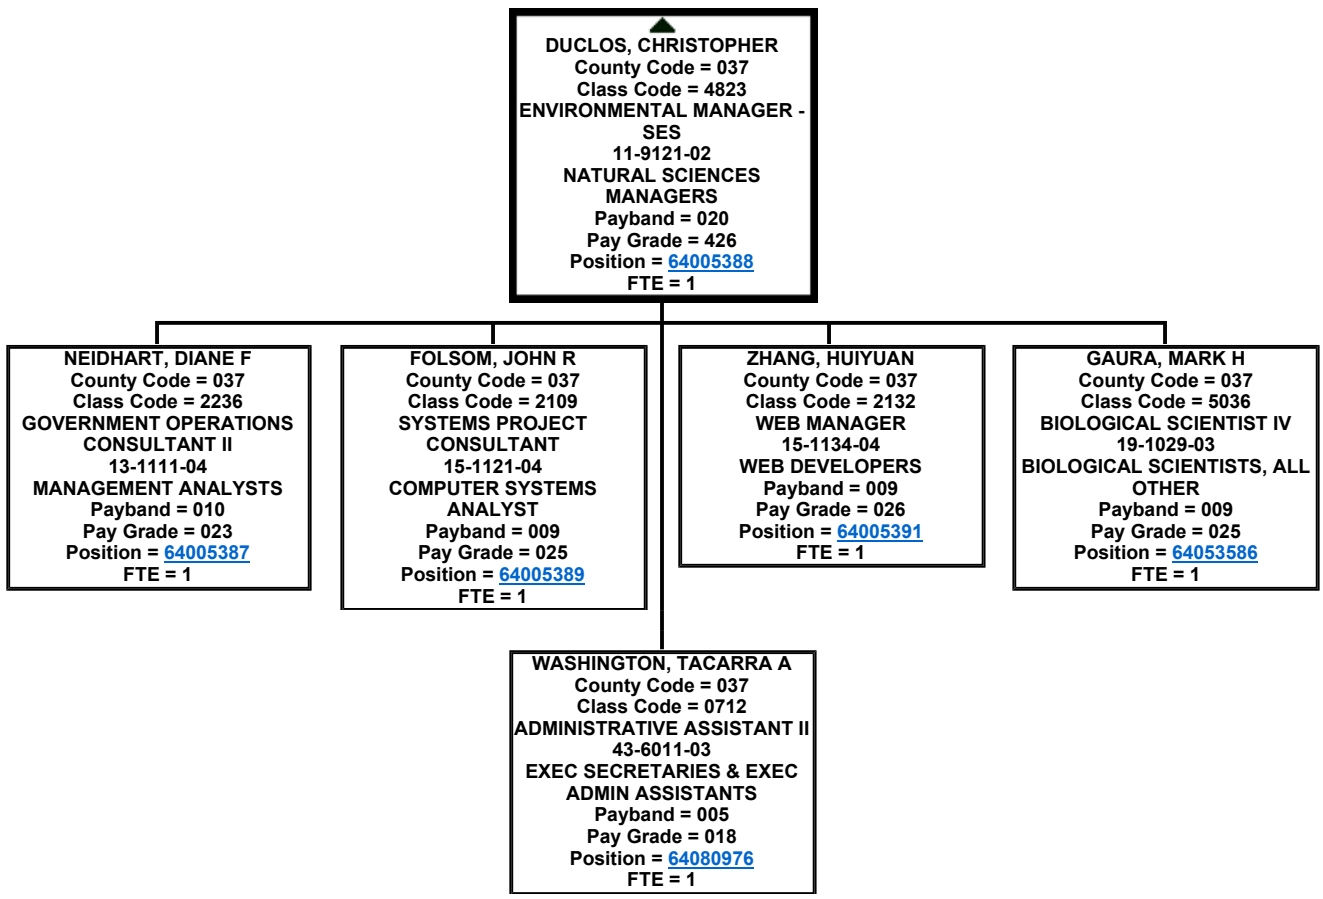 DUCLOS, CHRISTOPHER
County Code = 037
Class Code = 4823
ENVIRONMENTAL MANAGER -
SES
11-9121-02
NATURAL SCIENCES
MANAGERS
Payband = 020
Pay Grade = 426
Position = 64005388
FTE = 1
NEIDHART, DIANE F
County Code = 037
Class Code = 2236
GOVERNMENT OPERATIONS
CONSULTANT II
13-1111-04
MANAGEMENT ANALYSTS
Payband = 010
Pay Grade = 023
Position = 64005387
FTE = 1
FOLSOM, JOHN R
County Code = 037
Class Code = 2109
SYSTEMS PROJECT
CONSULTANT
15-1121-04
COMPUTER SYSTEMS
ANALYST
Payband = 009
Pay Grade = 025
Position = 64005389
FTE = 1
ZHANG, HUIYUAN
County Code = 037
Class Code = 2132
WEB MANAGER
15-1134-04
WEB DEVELOPERS
Payband = 009
Pay Grade = 026
Position = 64005391
FTE = 1
GAURA, MARK H
County Code = 037
Class Code = 5036
BIOLOGICAL SCIENTIST IV
19-1029-03
BIOLOGICAL SCIENTISTS, ALL
OTHER
Payband = 009
Pay Grade = 025
Position = 64053586
FTE = 1
WASHINGTON, TACARRA A
County Code = 037
Class Code = 0712
ADMINISTRATIVE ASSISTANT II
43-6011-03
EXEC SECRETARIES & EXEC
ADMIN ASSISTANTS
Payband = 005
Pay Grade = 018
Position = 64080976
FTE = 1